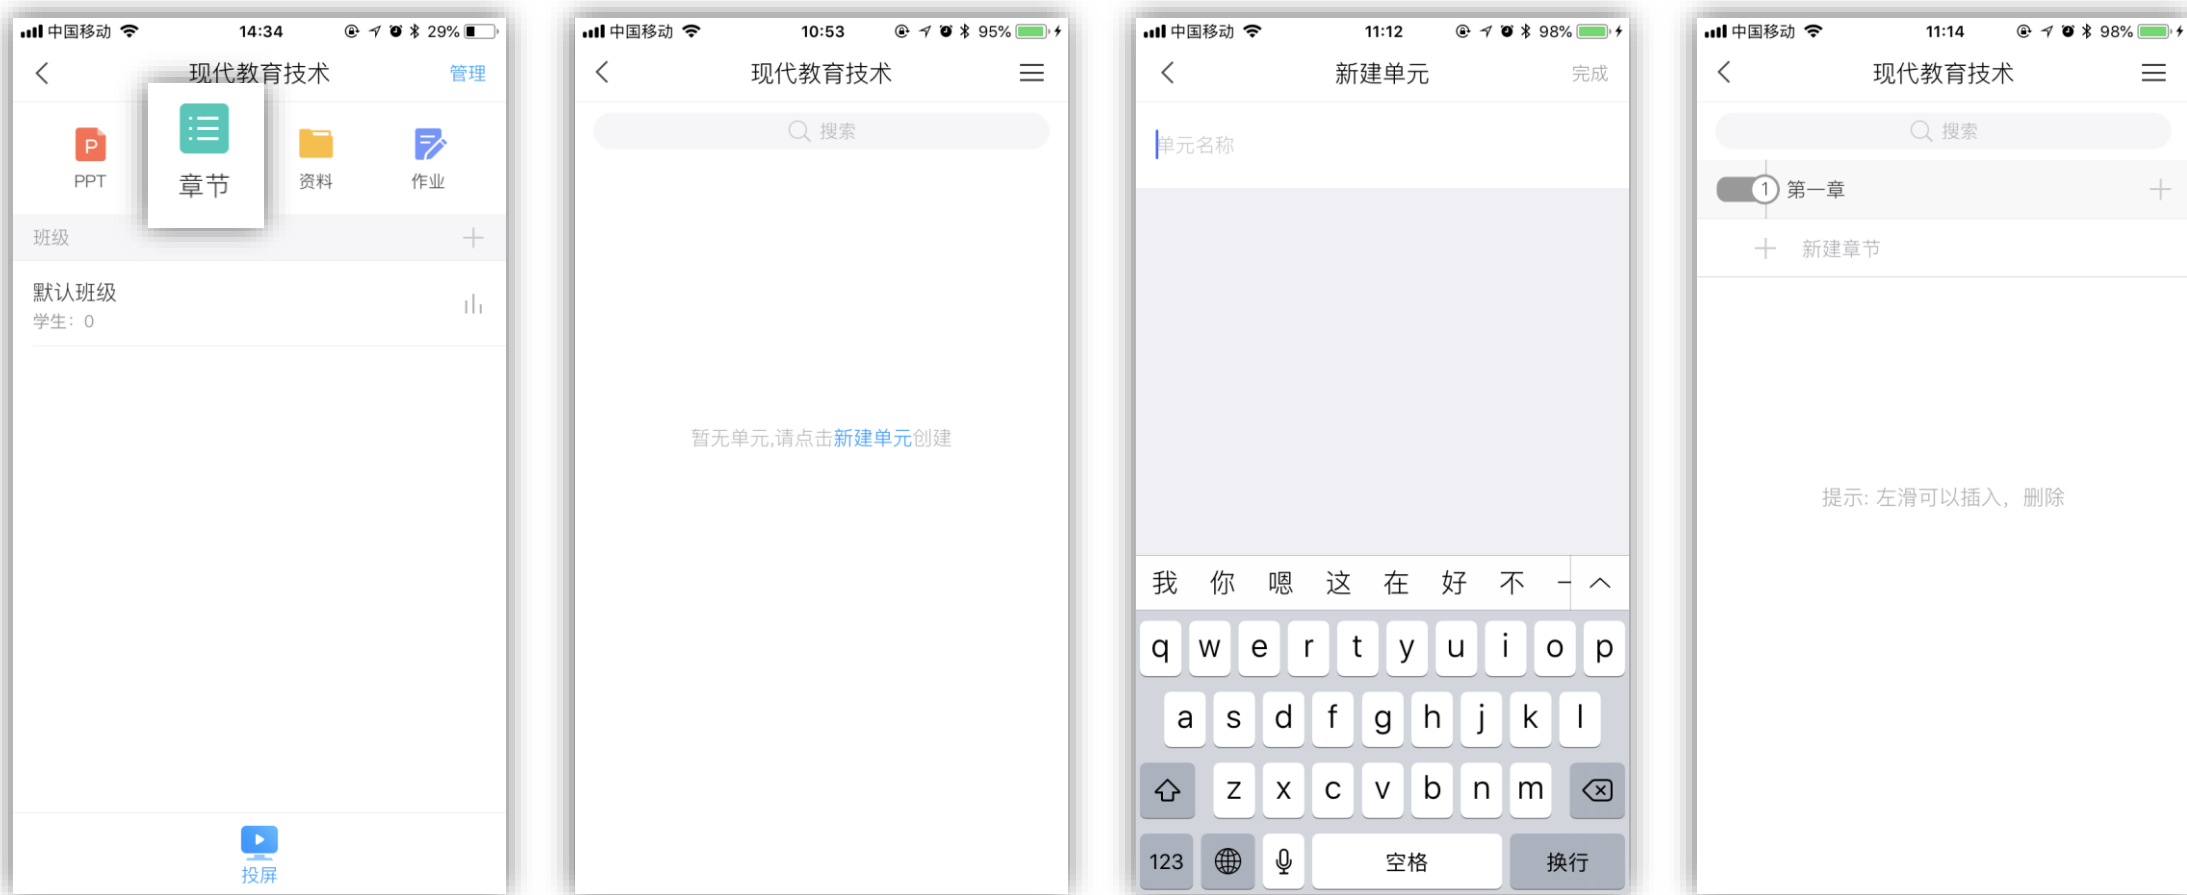 中国移动 14:34 29%
现代教育技术 管理
P
PPT 章节 资料 作业
班级
默认班级
学生: 0
投屏
中国移动 10:53 95%
现代教育技术
搜索
暂无单元,请点击新建单元创建
中国移动 11:12 98%
新建单元 完成
单元名称
我 你 嗯 这 在 好 不 一
q w e r t y u i o p
a s d f g h j k l
z x c v b n m
123 空格 换行
中国移动 11:14 98%
现代教育技术
搜索
1 第一章
新建章节
提示: 左滑可以插入，删除